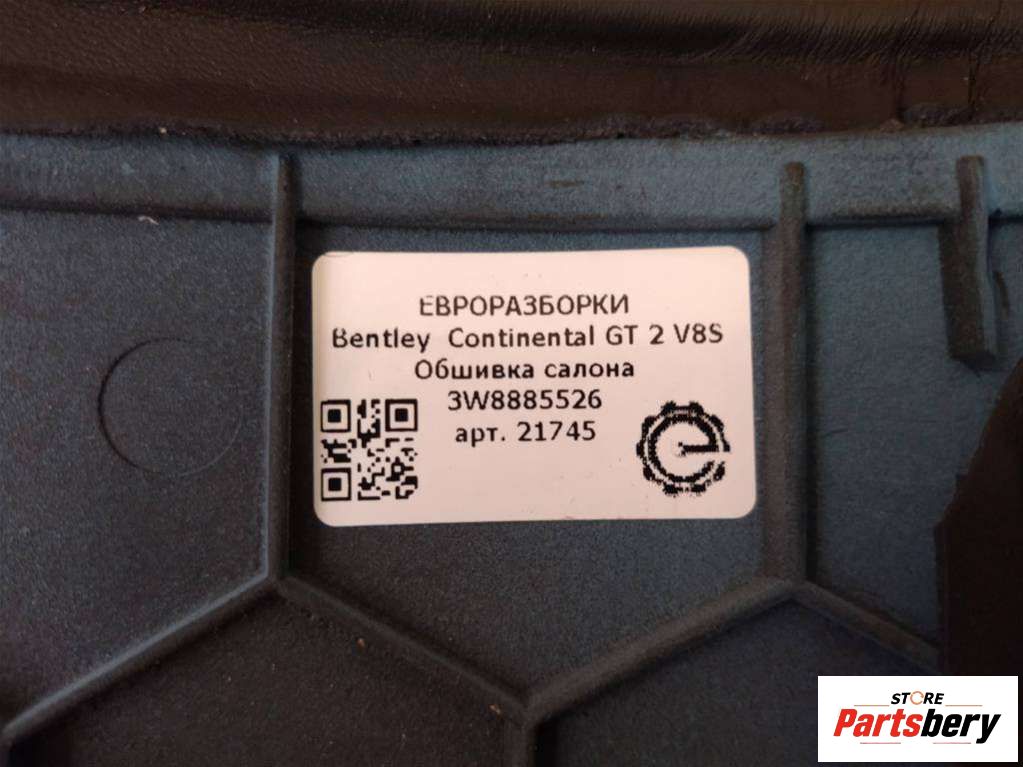 ЕВРОРАЗБОРКИ
Bentley Continental GT 2 V8S
Обшивка салона
3W8885526
арт. 21745
STORE
Partsbery